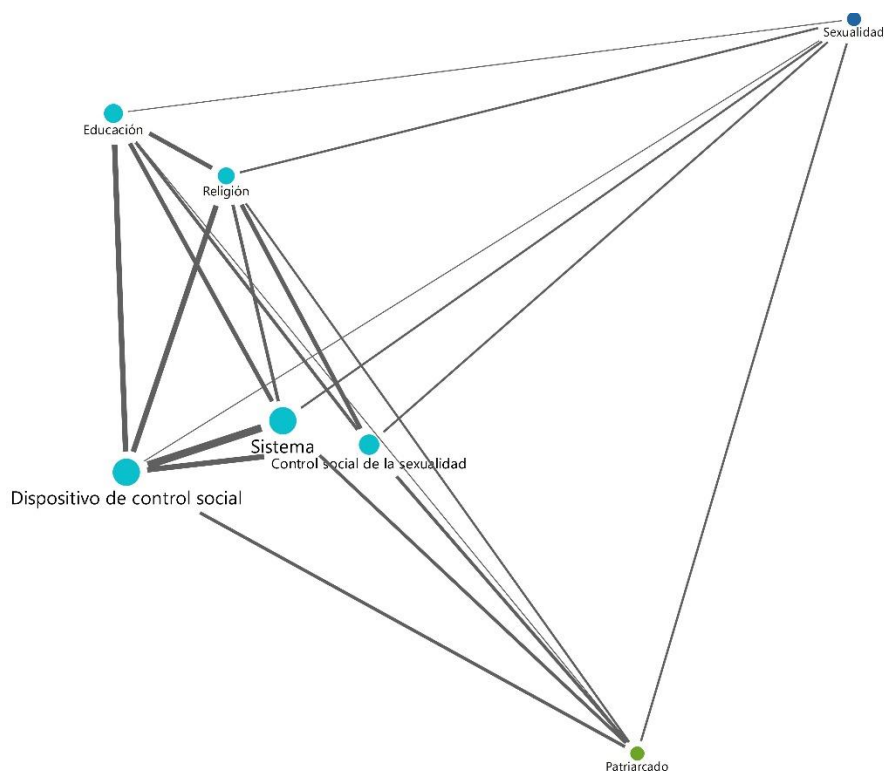 Sexualidad
Educación
Religión
Sistema
Control social de la sexualidad
Dispositivo de control social
Patriarcado